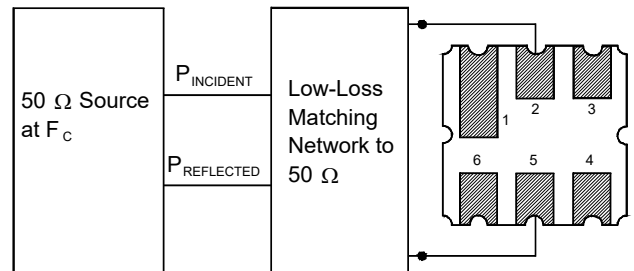 50 Ω Source
at F C
P INCIDENT
P REFLECTED
Low-Loss
Matching
Network to
50 Ω
1
2
3
6
5
4